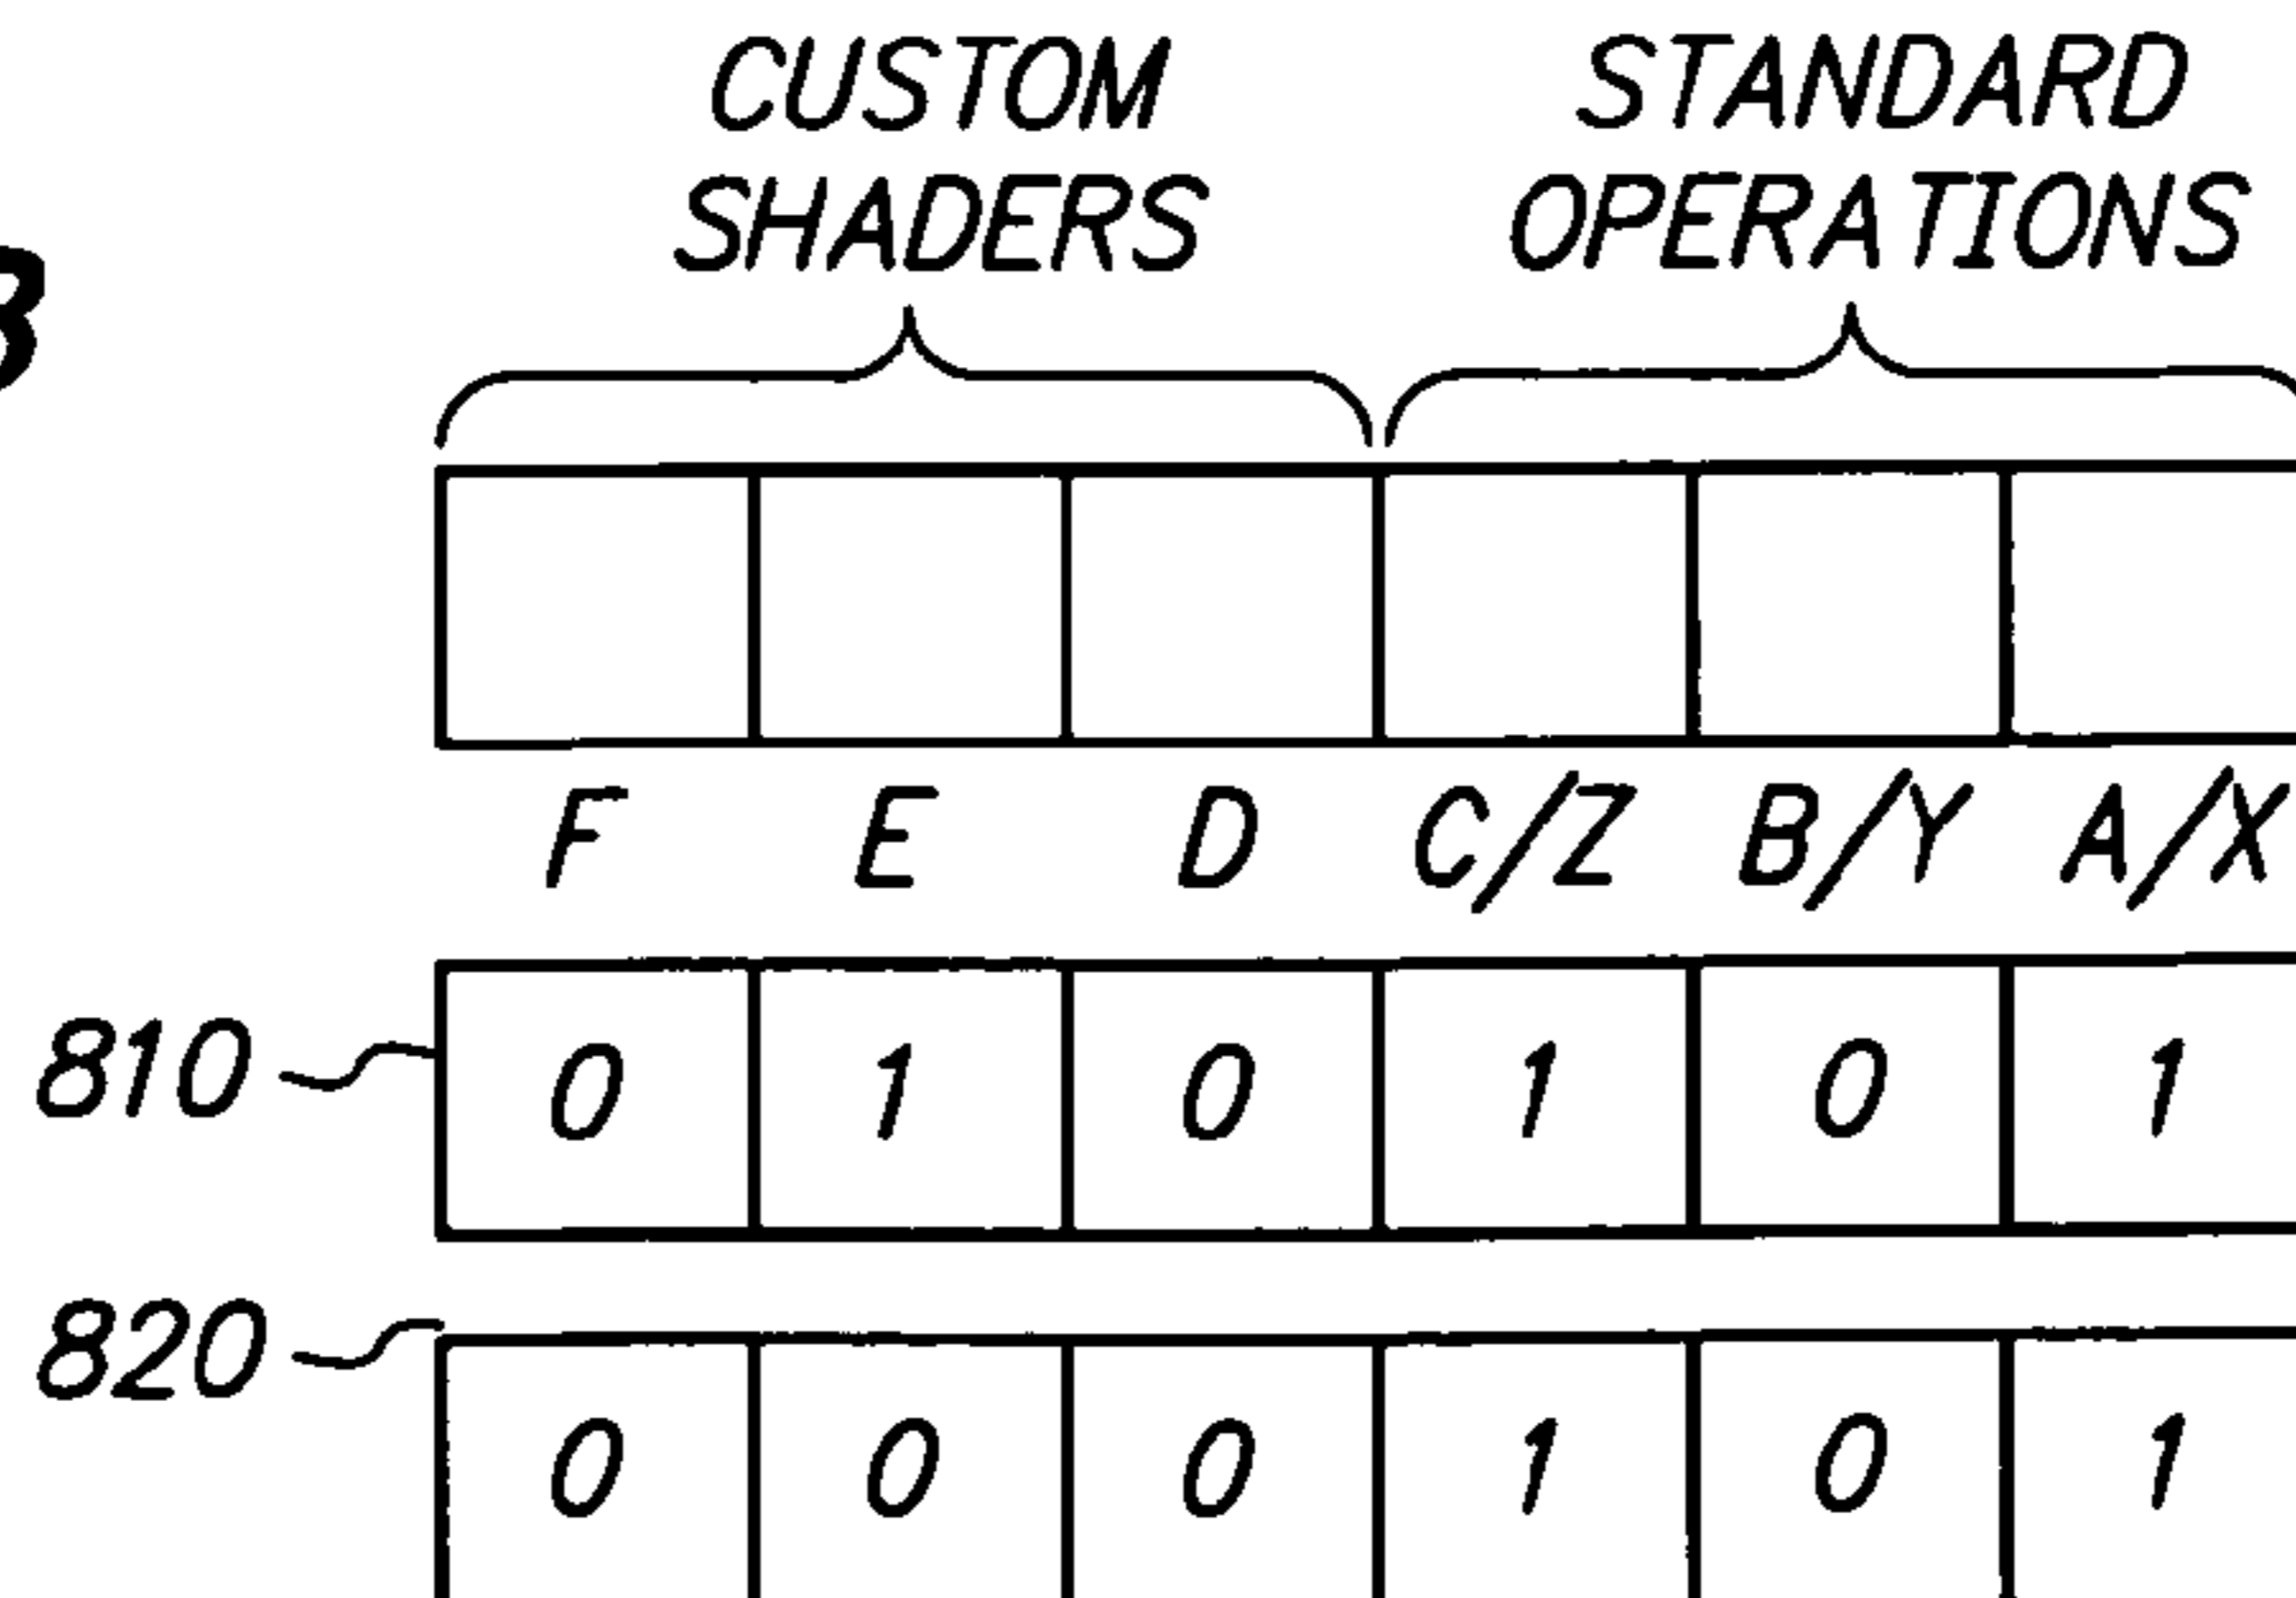 CUSTOM STANDARD
SHADERS OPERATIONS
F E D C/Z B/Y A/X
810 0 1 0 1 0 1
820
0 0 0 1 0 1